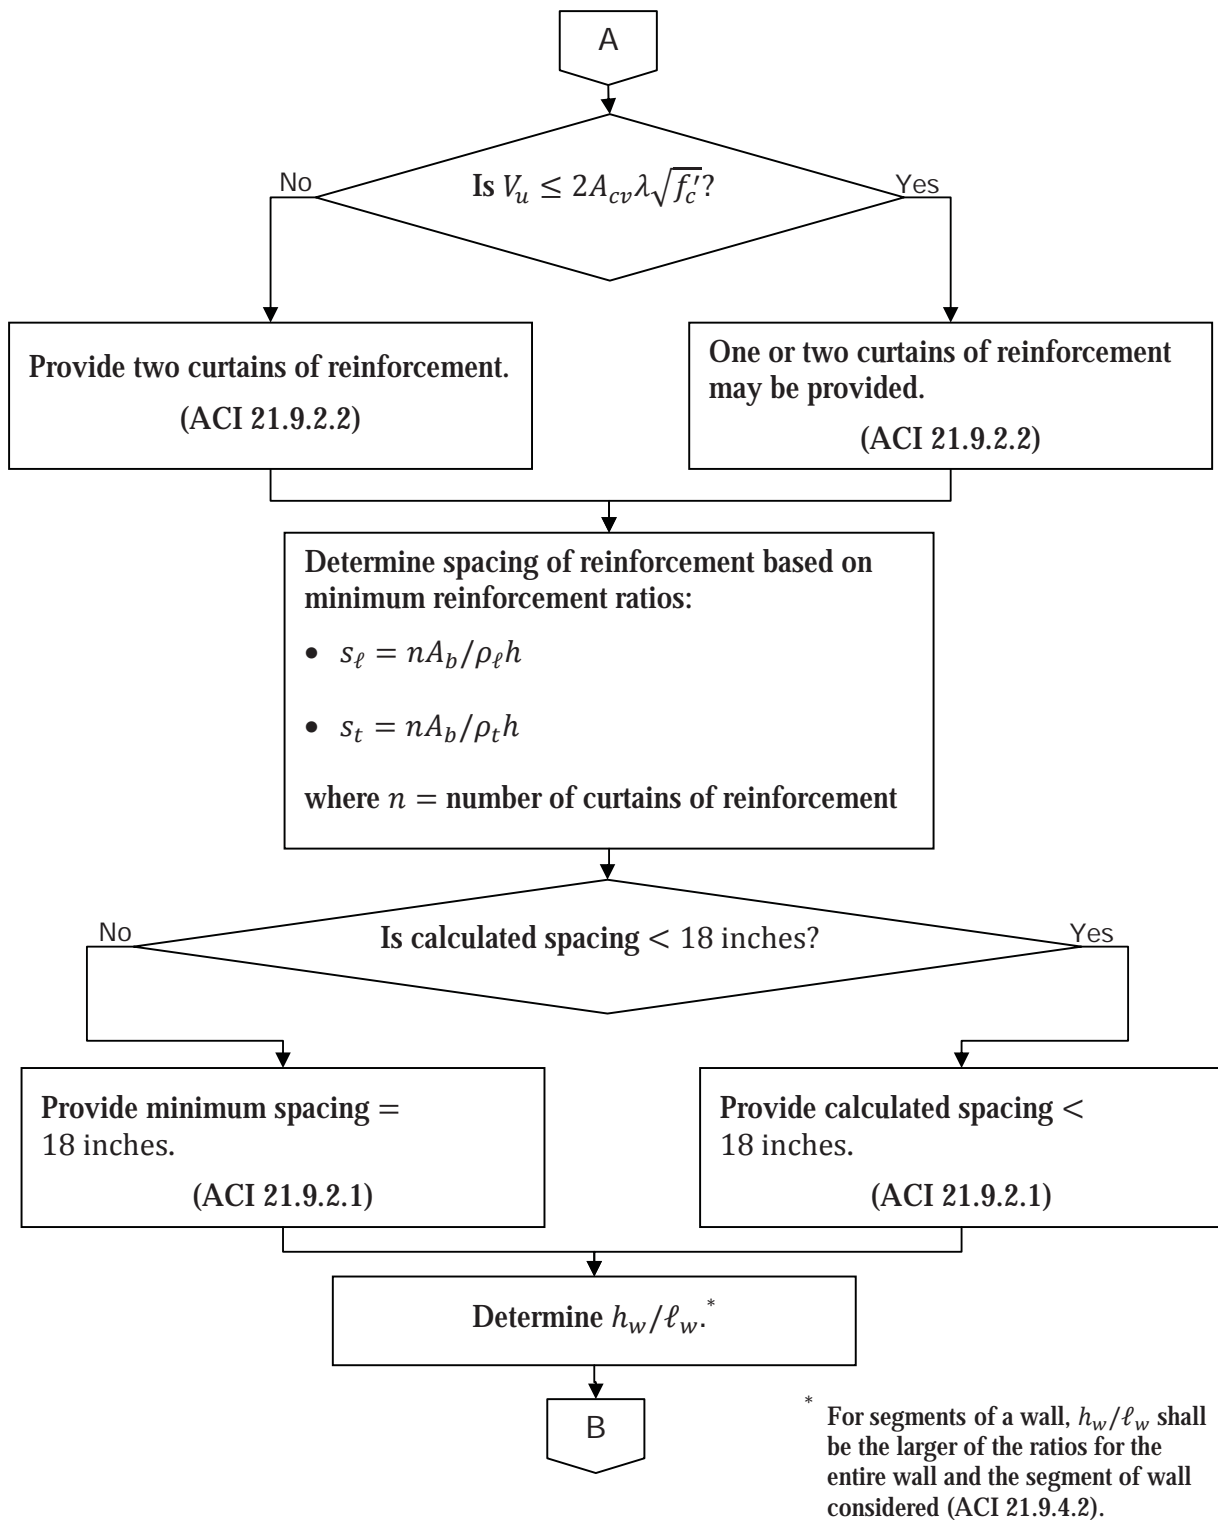 A
Is V_u ≤ 2A_{cv}λ√f′_c?
No
Yes
Provide two curtains of reinforcement.
(ACI 21.9.2.2)
One or two curtains of reinforcement
may be provided.
(ACI 21.9.2.2)
Determine spacing of reinforcement based on
minimum reinforcement ratios:
• s_ℓ = nA_b/ρ_ℓh
• s_t = nA_b/ρ_th
where n = number of curtains of reinforcement
No
Is calculated spacing < 18 inches?
Yes
Provide minimum spacing =
18 inches.
(ACI 21.9.2.1)
Provide calculated spacing <
18 inches.
(ACI 21.9.2.1)
Determine h_w/ℓ_w.*
B
* For segments of a wall, h_w/ℓ_w shall
be the larger of the ratios for the
entire wall and the segment of wall
considered (ACI 21.9.4.2).